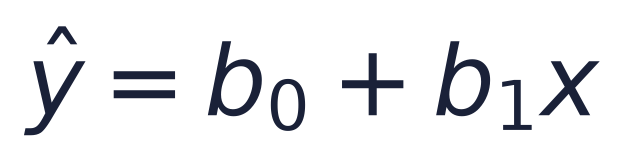 ŷ = b₀ + b₁x